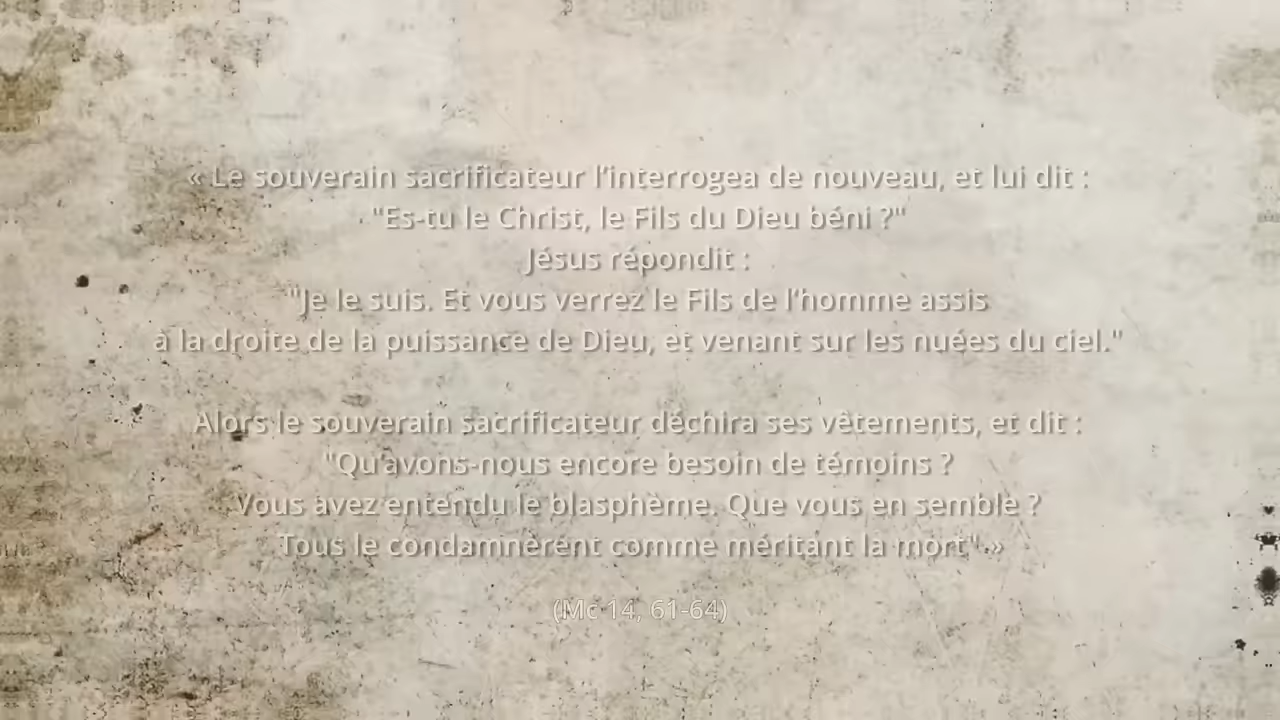 « Le souverain sacrificateur l'interrogea de nouveau, et lui dit :
"Es-tu le Christ, le Fils du Dieu béni ?"
Jésus répondit :
"Je le suis. Et vous verrez le Fils de l'homme assis
à la droite de la puissance de Dieu, et venant sur les nuées du ciel."
Alors le souverain sacrificateur déchira ses vêtements, et dit :
"Qu'avons-nous encore besoin de témoins ?
Vous avez entendu le blasphème. Que vous en semble ?
Tous le condamnèrent comme méritant la mort" »
(Mc 14, 61-64)